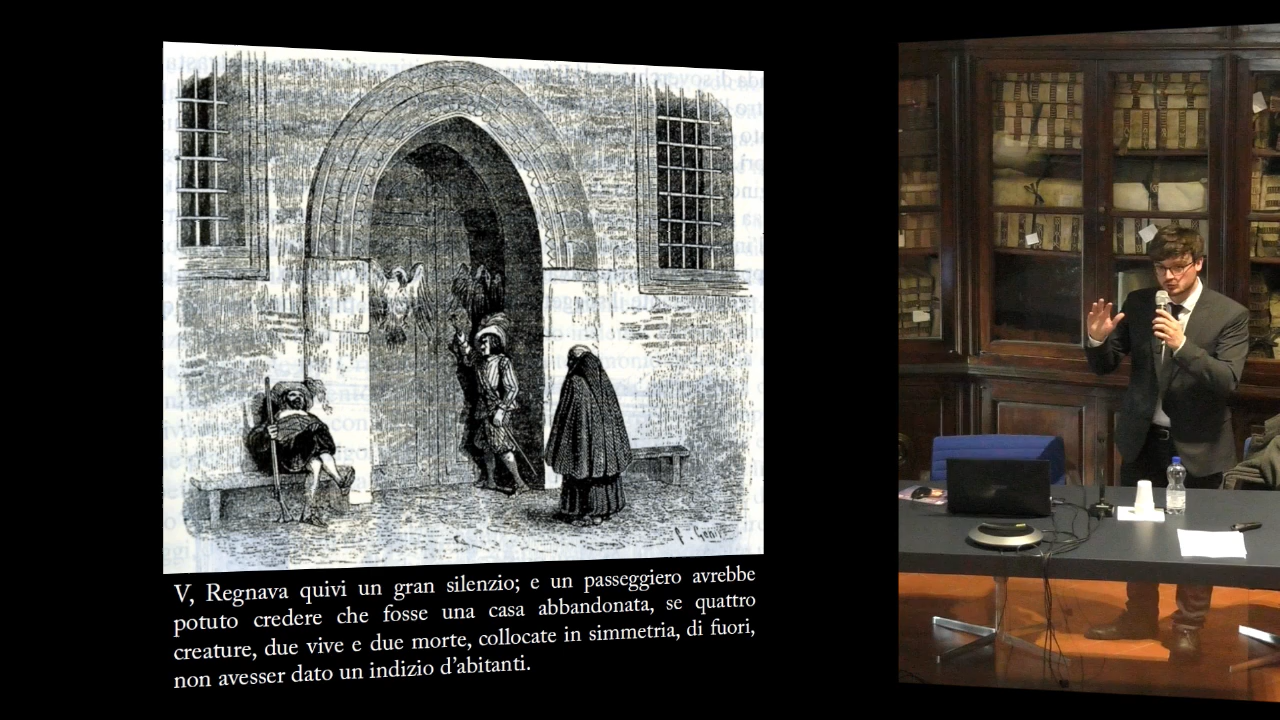 V, Regnava quivi un gran silenzio; e un passeggiero avrebbe
potuto credere che fosse una casa abbandonata, se quattro
creature, due vive e due morte, collocate in simmetria, di fuori,
non avesser dato un indizio d'abitanti.